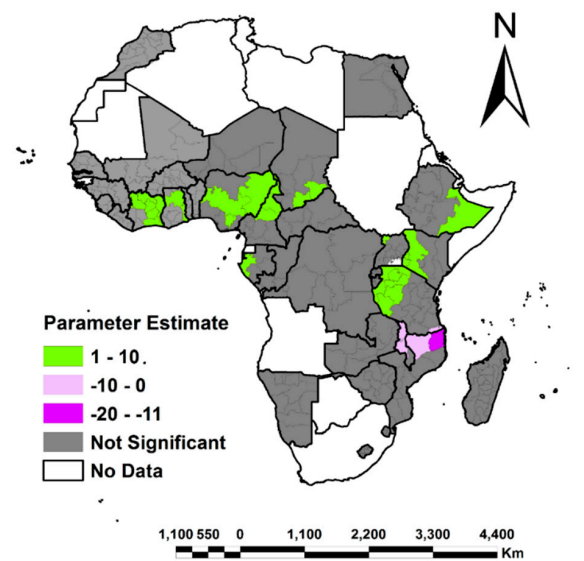 N
Parameter Estimate
1 - 10.
-10 - 0
-20 - -11
Not Significant
No Data
1,100 550 0 1,100 2,200 3,300 4,400
Km